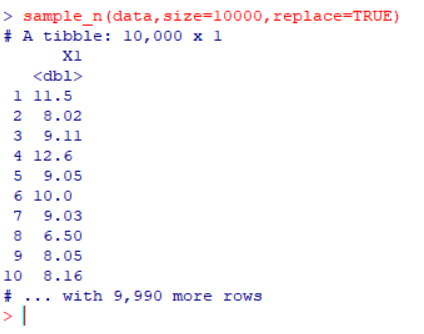 > sample_n(data,size=10000,replace=TRUE)
# A tibble: 10,000 x 1
      X1
   <dbl>
 1 11.5
 2  8.02
 3  9.11
 4 12.6
 5  9.05
 6 10.0
 7  9.03
 8  6.50
 9  8.05
10  8.16
# ... with 9,990 more rows
>